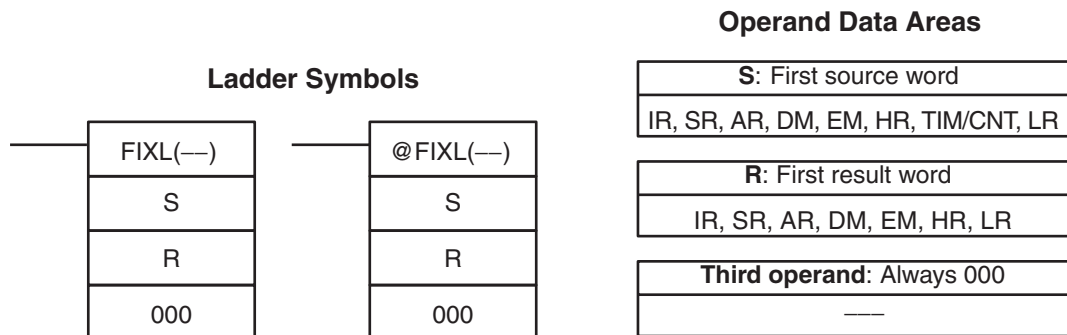 Ladder Symbols
FIXL(−−)
S
R
000
@FIXL(−−)
S
R
000
Operand Data Areas
S: First source word
IR, SR, AR, DM, EM, HR, TIM/CNT, LR
R: First result word
IR, SR, AR, DM, EM, HR, LR
Third operand: Always 000
−−−